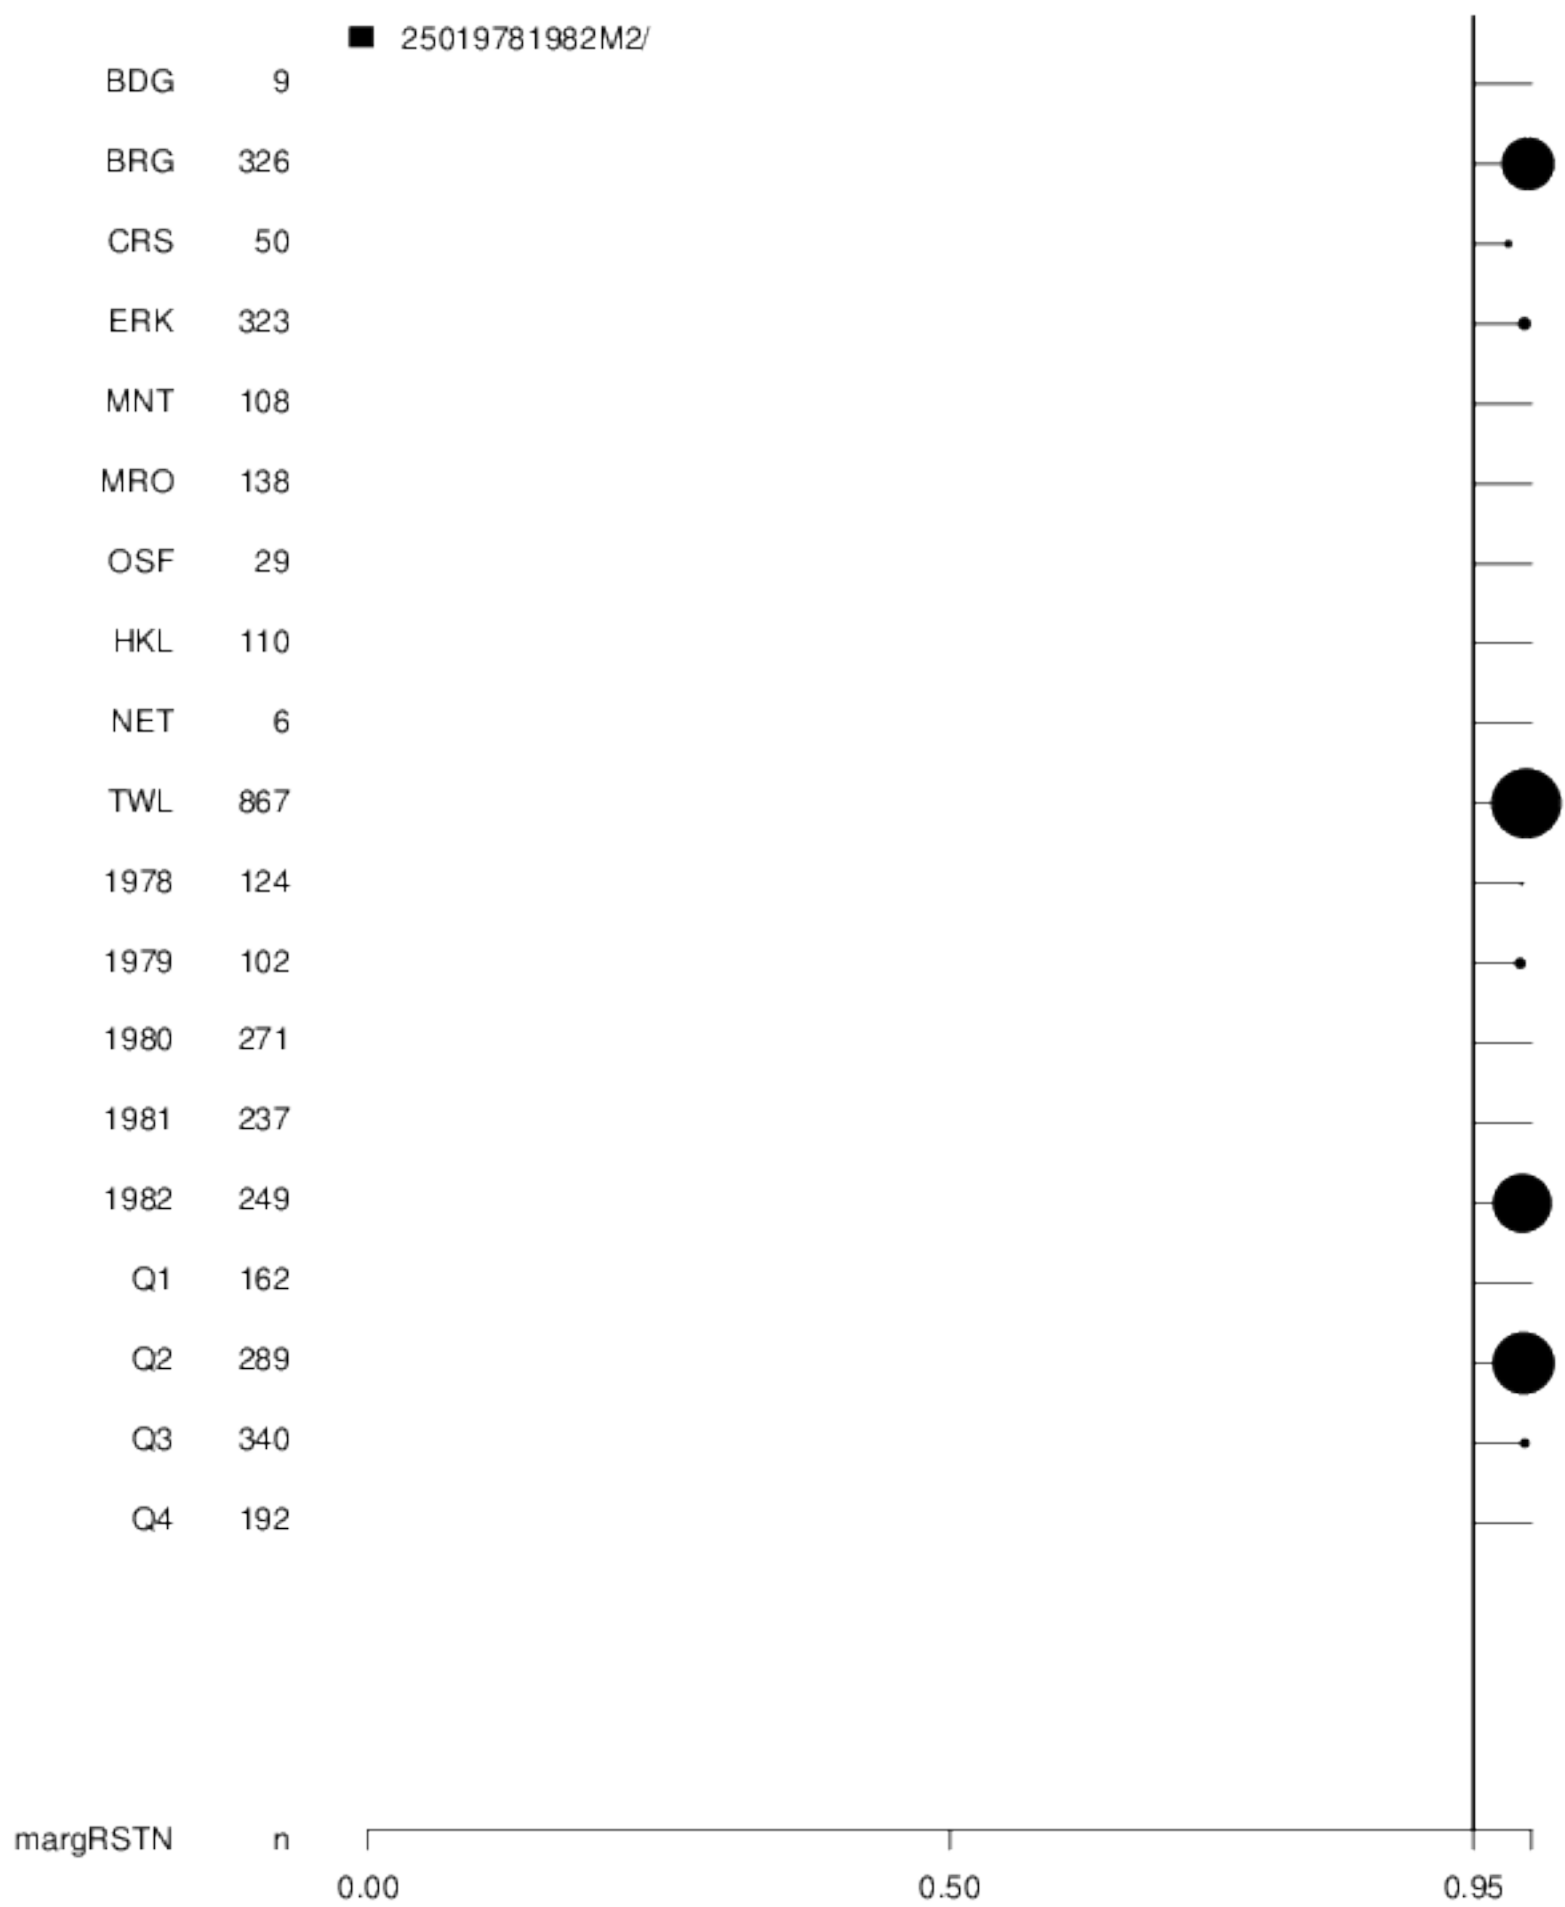 25019781982M2/
BDG 9
BRG 326
CRS 50
ERK 323
MNT 108
MRO 138
OSF 29
HKL 110
NET 6
TWL 867
1978 124
1979 102
1980 271
1981 237
1982 249
Q1 162
Q2 289
Q3 340
Q4 192
margRSTN n
0.00 0.50 0.95